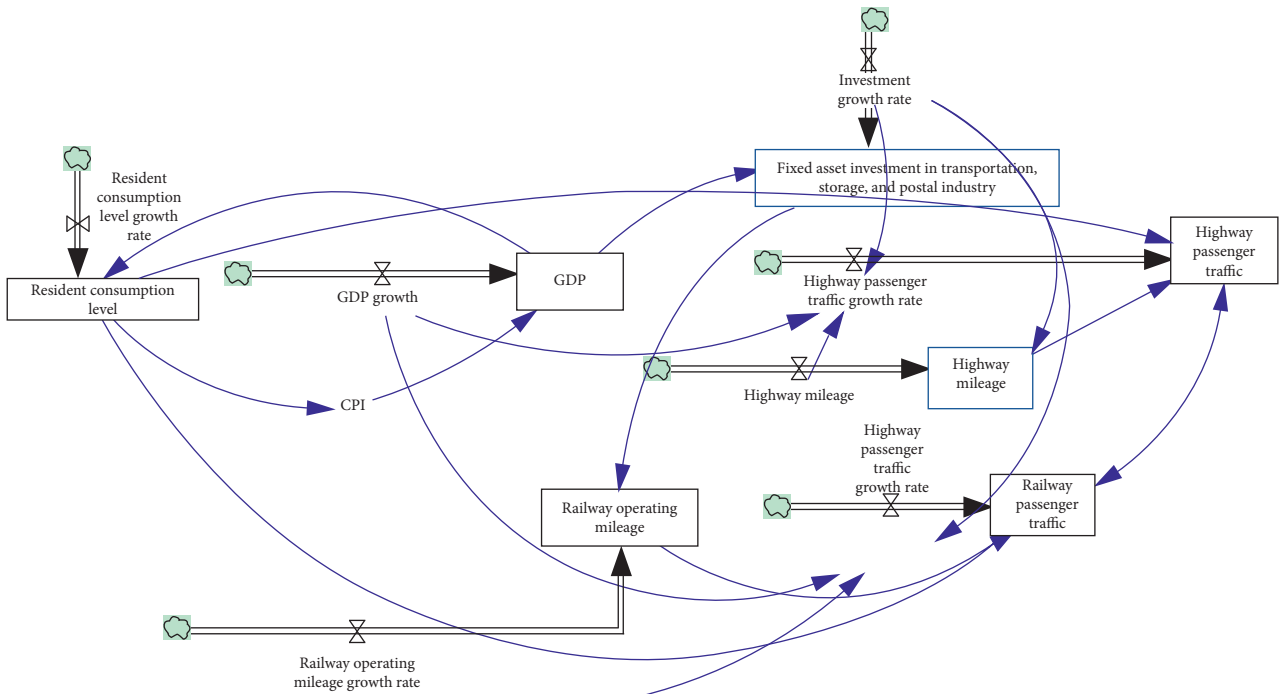 Investment
growth rate
Fixed asset investment in transportation,
storage, and postal industry
Resident
consumption
level growth
rate
Resident consumption
level
GDP
GDP growth
Highway
passenger
traffic
Highway passenger
traffic growth rate
Highway
mileage
Highway mileage
CPI
Highway
passenger
traffic
growth rate
Railway
passenger
traffic
Railway operating
mileage
Railway operating
mileage growth rate